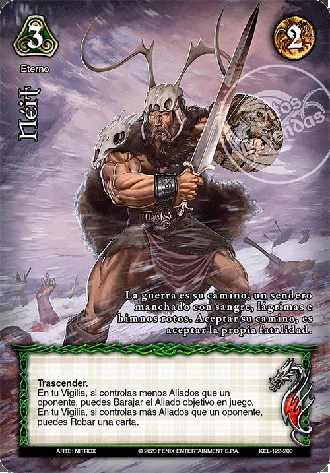 3
2
Eterno
Néit
La guerra es su camino, un sendero
manchado con sangre, lágrimas e
himnos rotos. Aceptar su camino, es
aceptar la propia fatalidad.
Trascender.
En tu Vigilia, si controlas menos Aliados que un
oponente, puedes Barajar el Aliado objetivo en juego.
En tu Vigilia, si controlas más Aliados que un oponente,
puedes Robar una carta.
ARTE: NITROX
© 2020 FENIX ENTERTAINMENT S.P.A.